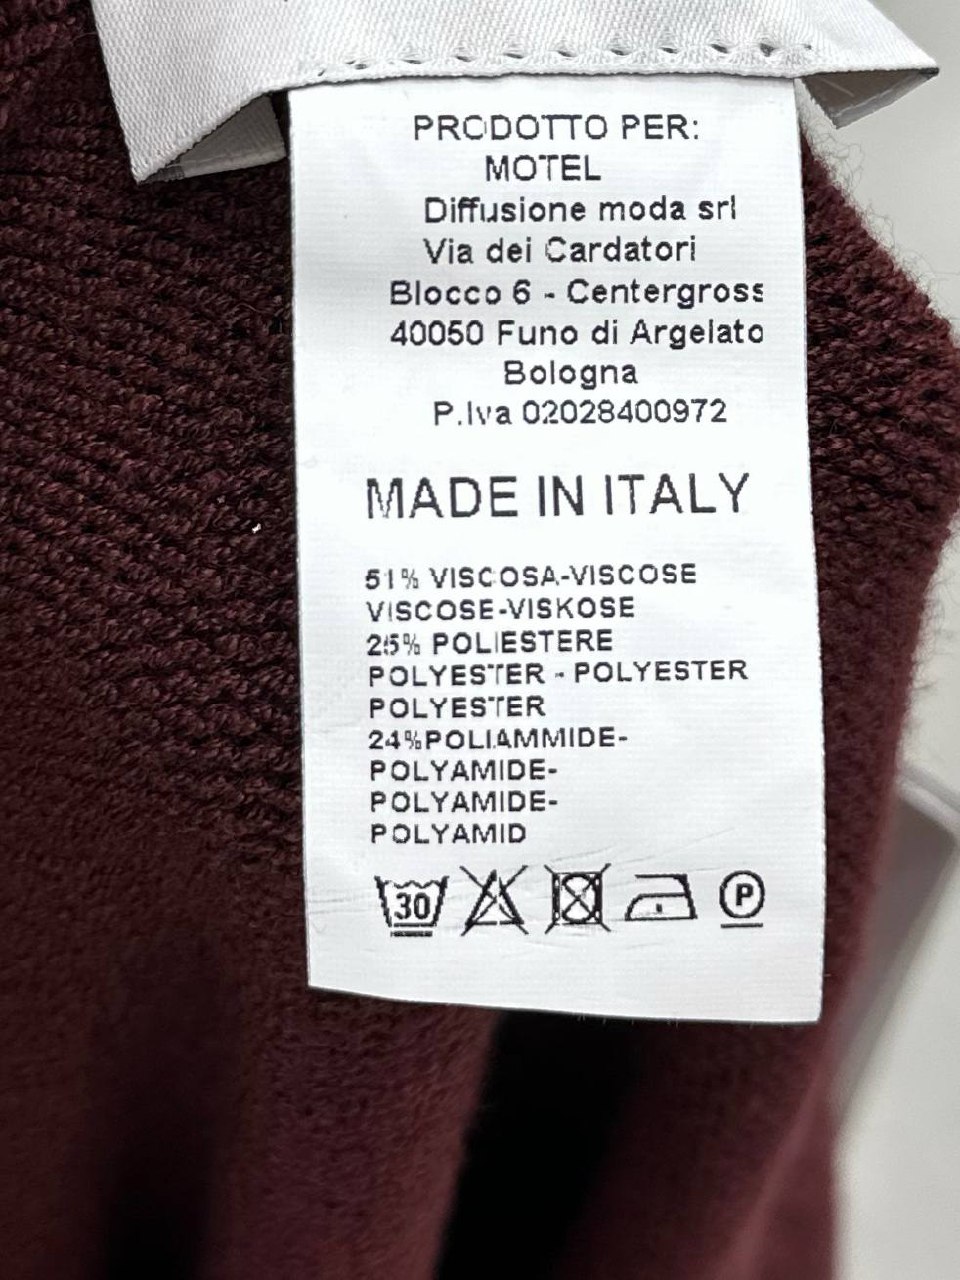 PRODOTTO PER:
MOTEL
Diffusione moda srl
Via dei Cardatori
Blocco 6 - Centergross
40050 Funo di Argelato
Bologna
P.Iva 02028400972
MADE IN ITALY
51% VISCOSA-VISCOSE
VISCOSE-VISKOSE
25% POLIESTERE
POLYESTER - POLYESTER
POLYESTER
24%POLIAMMIDE-
POLYAMIDE-
POLYAMIDE-
POLYAMID
30 P